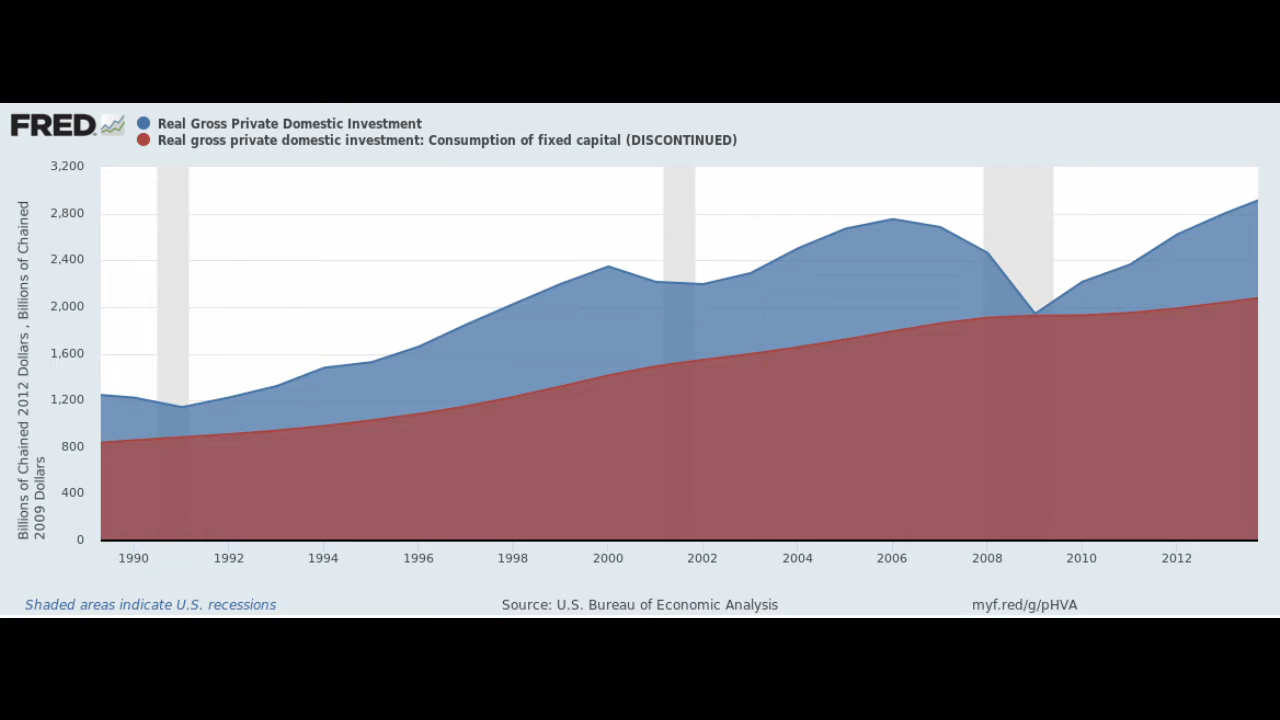 FRED
Real Gross Private Domestic Investment
Real gross private domestic investment: Consumption of fixed capital (DISCONTINUED)
Billions of Chained 2012 Dollars , Billions of Chained
2009 Dollars
3,200
2,800
2,400
2,000
1,600
1,200
800
400
0
1990 1992 1994 1996 1998 2000 2002 2004 2006 2008 2010 2012
Shaded areas indicate U.S. recessions Source: U.S. Bureau of Economic Analysis myf.red/g/pHVA